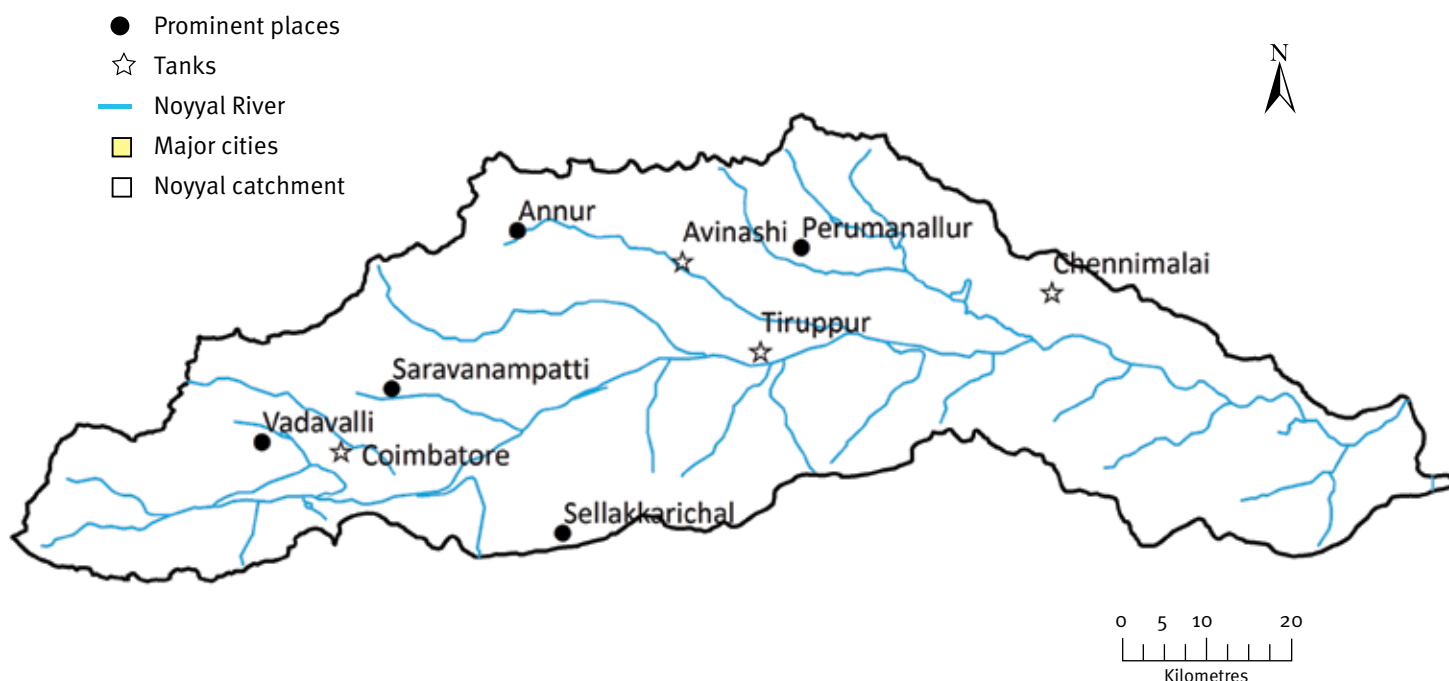 Prominent places
Tanks
Noyyal River
Major cities
Noyyal catchment
N
Annur
Avinashi
Perumanallur
Chennimalai
Tiruppur
Saravanampatti
Vadavalli
Coimbatore
Sellakkarichal
0 5 10 20
Kilometres